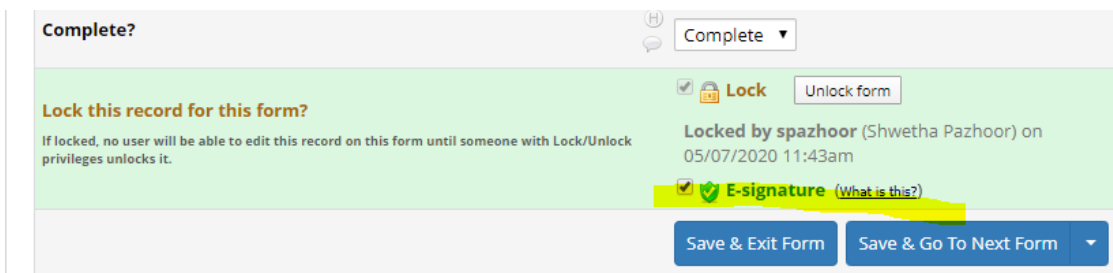 Complete?
H
Complete
Lock this record for this form?
If locked, no user will be able to edit this record on this form until someone with Lock/Unlock
privileges unlocks it.
Lock
Unlock form
Locked by spazhoor (Shwetha Pazhoor) on
05/07/2020 11:43am
E-signature (What is this?)
Save & Exit Form
Save & Go To Next Form